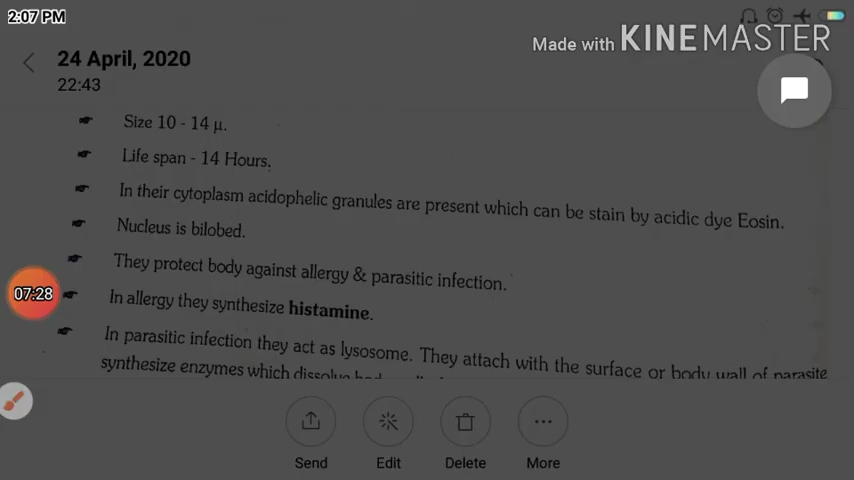 2:07 PM
Made with KINEMASTER
24 April, 2020
22:43
Size 10 - 14 µ.
Life span - 14 Hours.
In their cytoplasm acidophelic granules are present which can be stain by acidic dye Eosin.
Nucleus is bilobed.
They protect body against allergy & parasitic infection.
07:28
In allergy they synthesize histamine.
In parasitic infection they act as lysosome. They attach with the surface or body wall of parasite
synthesize enzymes which dissolve
Send Edit Delete More